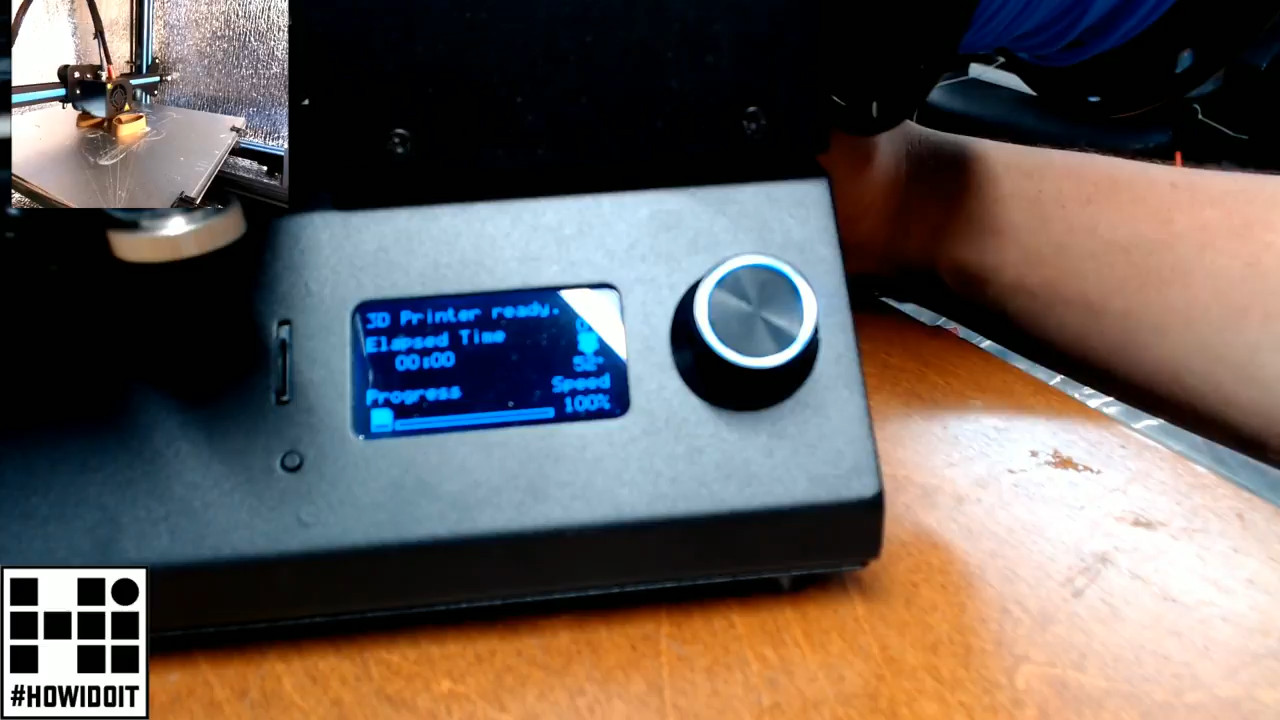 3D Printer ready.
Elapsed Time
00:00
52°
Progress
Speed
100%
#HOWIDOIT